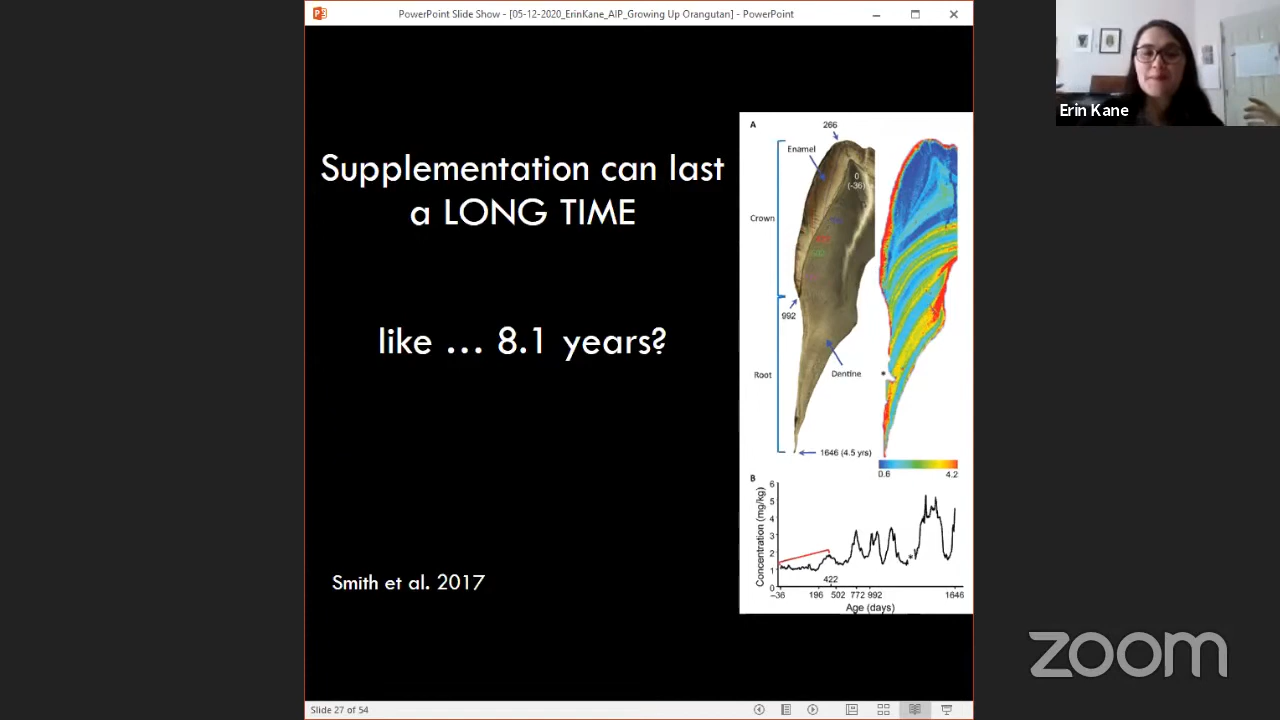 PowerPoint Slide Show - [05-12-2020_ErinKane_AIP_Growing Up Orangutan] - PowerPoint
Erin Kane
Supplementation can last
a LONG TIME
like ... 8.1 years?
Smith et al. 2017
A
266
Enamel
0
(-36)
Crown
992
Root
Dentine
1646 (4.5 yrs)
0.6
4.2
B
Concentration (mg/kg)
6
5
4
3
2
1
0
422
-36
196
502
772
992
1646
Age (days)
*
zoom
Slide 27 of 54